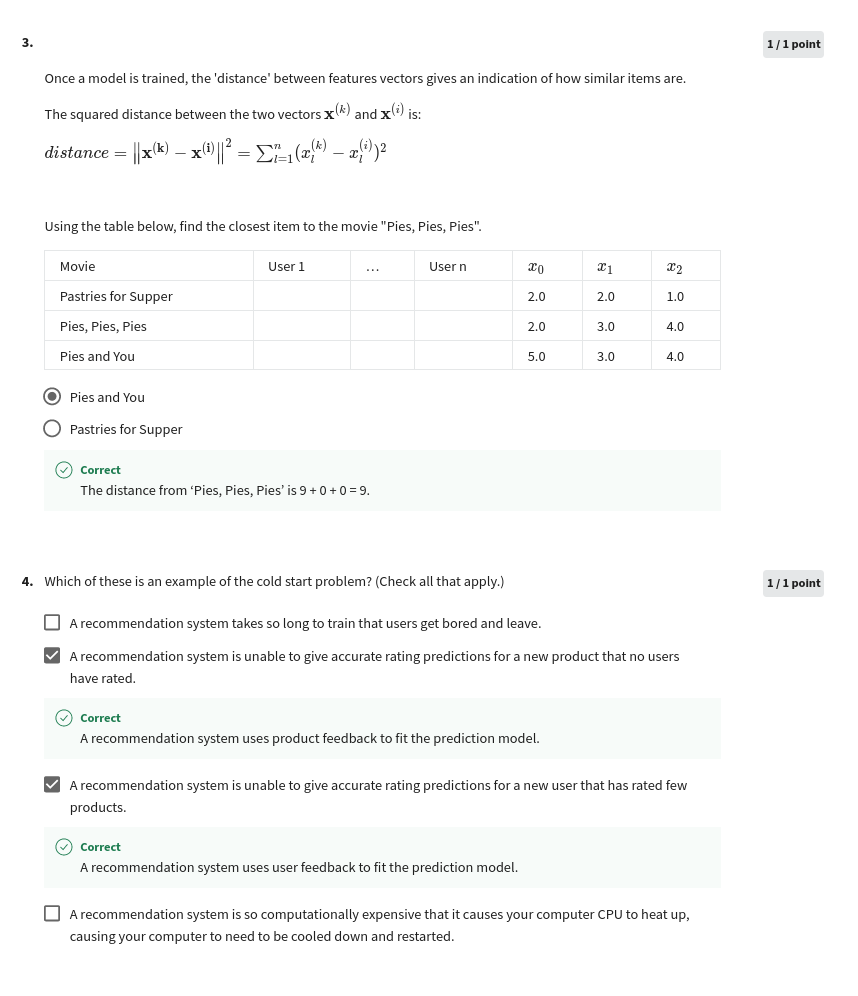 3.
1 / 1 point
Once a model is trained, the 'distance' between features vectors gives an indication of how similar items are.
The squared distance between the two vectors x^(k) and x^(i) is:
distance = ||x^(k) − x^(i)||^2 = ∑_{l=1}^{n}(x_l^(k) − x_l^(i))^2
Using the table below, find the closest item to the movie "Pies, Pies, Pies".
Movie User 1 … User n x_0 x_1 x_2
Pastries for Supper 2.0 2.0 1.0
Pies, Pies, Pies 2.0 3.0 4.0
Pies and You 5.0 3.0 4.0
Pies and You
Pastries for Supper
Correct
The distance from ‘Pies, Pies, Pies’ is 9 + 0 + 0 = 9.
4. Which of these is an example of the cold start problem? (Check all that apply.)
1 / 1 point
A recommendation system takes so long to train that users get bored and leave.
A recommendation system is unable to give accurate rating predictions for a new product that no users
have rated.
Correct
A recommendation system uses product feedback to fit the prediction model.
A recommendation system is unable to give accurate rating predictions for a new user that has rated few
products.
Correct
A recommendation system uses user feedback to fit the prediction model.
A recommendation system is so computationally expensive that it causes your computer CPU to heat up,
causing your computer to need to be cooled down and restarted.